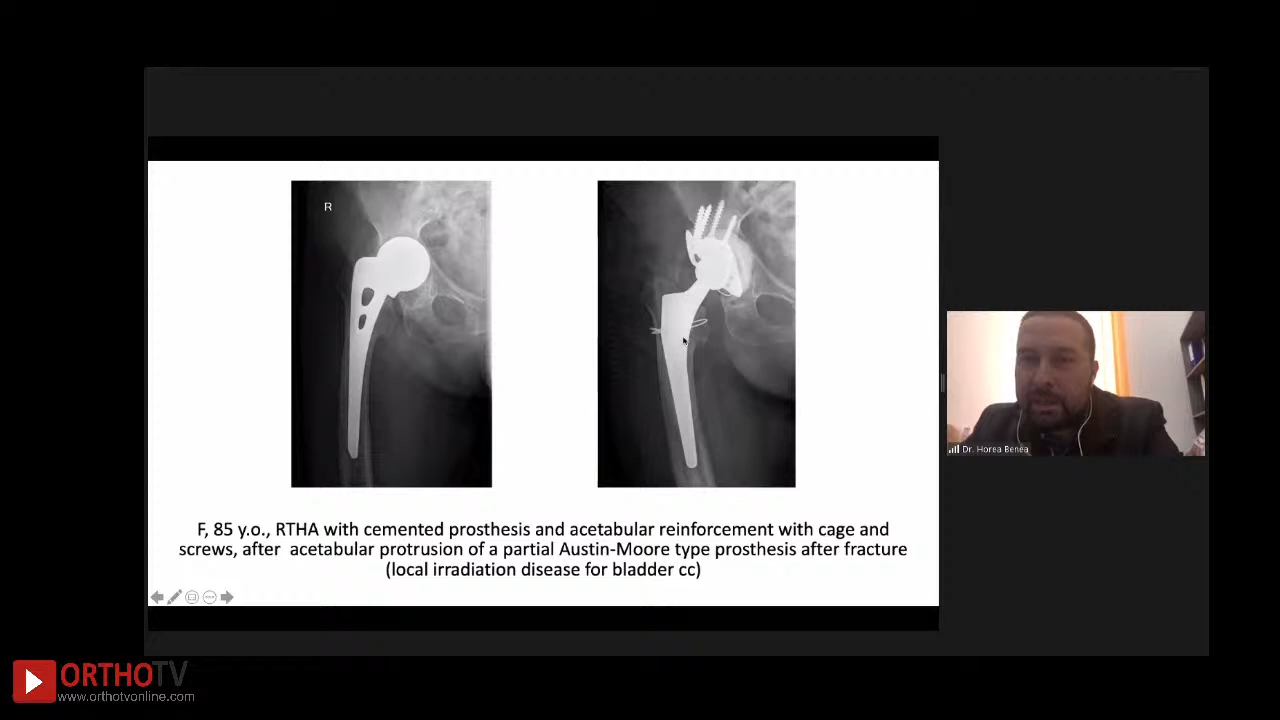 R
F, 85 y.o., RTHA with cemented prosthesis and acetabular reinforcement with cage and
screws, after acetabular protrusion of a partial Austin-Moore type prosthesis after fracture
(local irradiation disease for bladder cc)
Dr. Horea Benea
ORTHOTV
www.orthotvonline.com